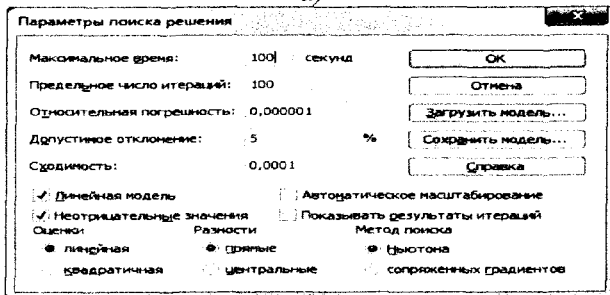 Параметры поиска решения
Максимальное время: 100 секунд ОК
Предельное число итераций: 100 Отмена
Относительная погрешность: 0,000001 Загрузить модель...
Допустимое отклонение: 5 % Сохранить модель...
Сходимость: 0,0001 Справка
Линейная модель Автоматическое масштабирование
Неотрицательные значения Показывать результаты итераций
Оценки Разности Метод поиска
линейная прямые Ньютона
квадратичная центральные сопряженных градиентов